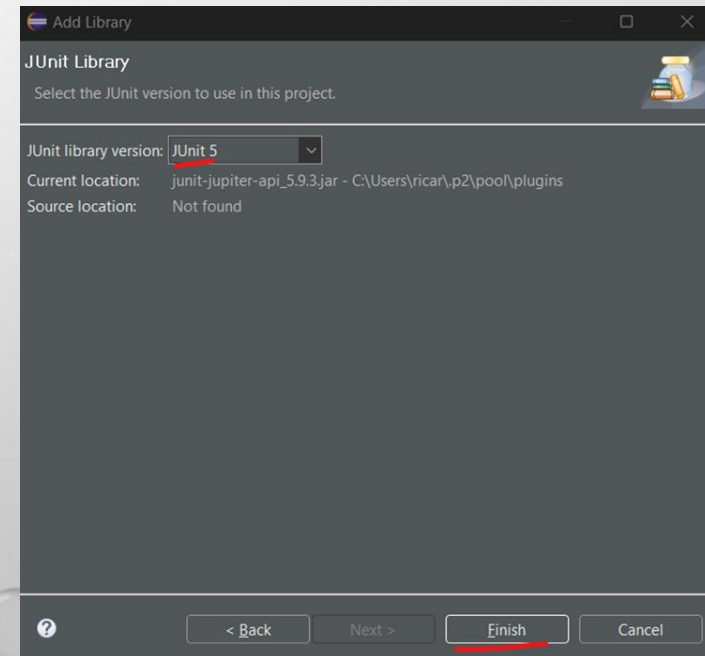 Add Library
JUnit Library
Select the JUnit version to use in this project.
JUnit library version: JUnit 5
Current location: junit-jupiter-api_5.9.3.jar - C:\Users\ricar\.p2\pool\plugins
Source location: Not found
? < Back Next > Finish Cancel